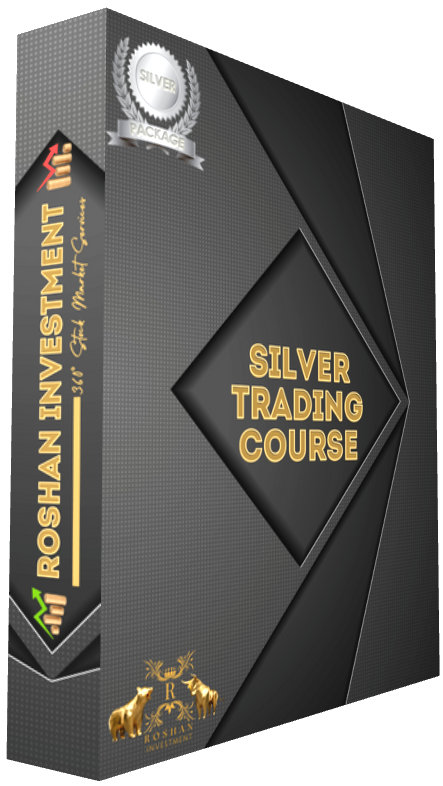 SILVER
PACKAGE
ROSHAN INVESTMENT
360° Stock Market Services
SILVER
TRADING
COURSE
R
ROSHAN
INVESTMENT